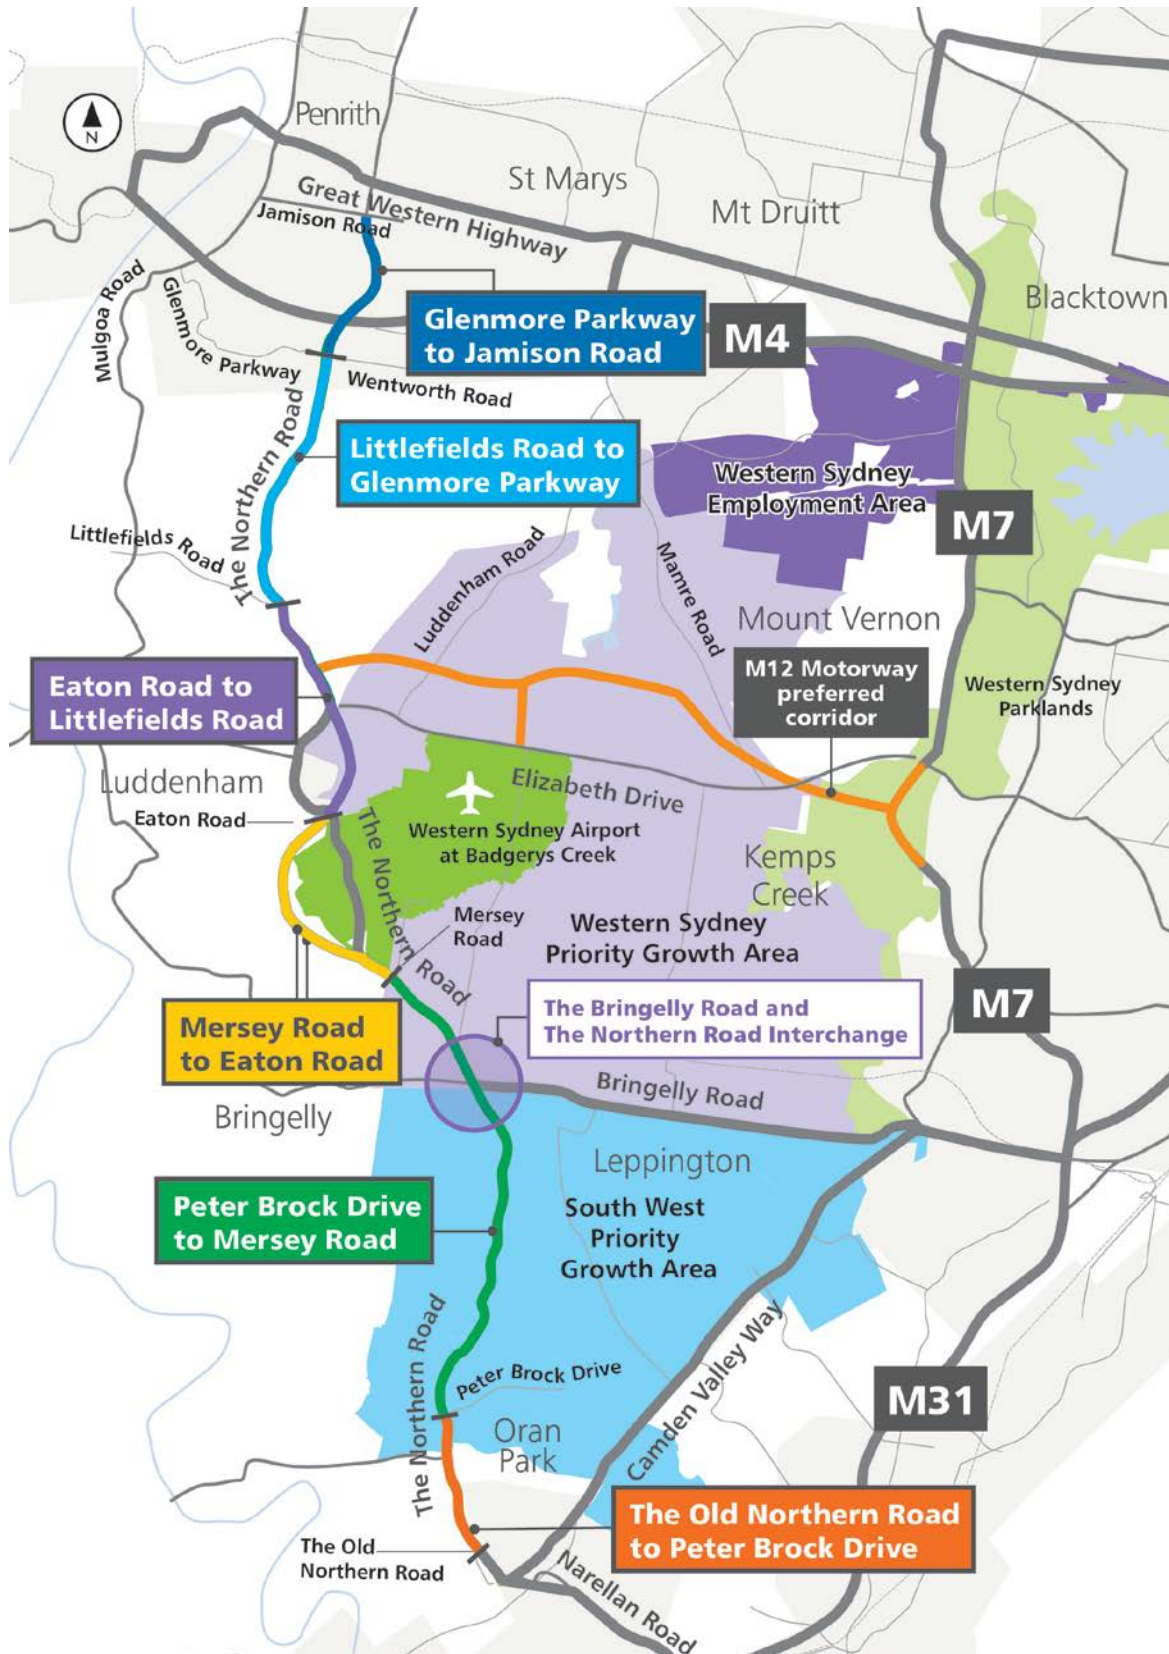 N
Penrith
St Marys
Mt Druitt
Great Western Highway
Jamison Road
Blacktown
Mulgoa Road
Glenmore Parkway
Glenmore Parkway
to Jamison Road
M4
Wentworth Road
The Northern Road
Littlefields Road to
Glenmore Parkway
Western Sydney
Employment Area
M7
Littlefields Road
Luddenham Road
Mamre Road
Mount Vernon
Eaton Road to
Littlefields Road
M12 Motorway
preferred
corridor
Western Sydney
Parklands
Luddenham
Elizabeth Drive
Eaton Road
The Northern Road
Western Sydney Airport
at Badgerys Creek
Kemps
Creek
Mersey
Road
Western Sydney
Priority Growth Area
Mersey Road
to Eaton Road
The Bringelly Road and
The Northern Road Interchange
M7
Bringelly
Bringelly Road
Leppington
Peter Brock Drive
to Mersey Road
South West
Priority
Growth Area
The Northern Road
Peter Brock Drive
Camden Valley Way
M31
Oran
Park
The Old Northern Road
to Peter Brock Drive
The Old
Northern Road
Narellan Road